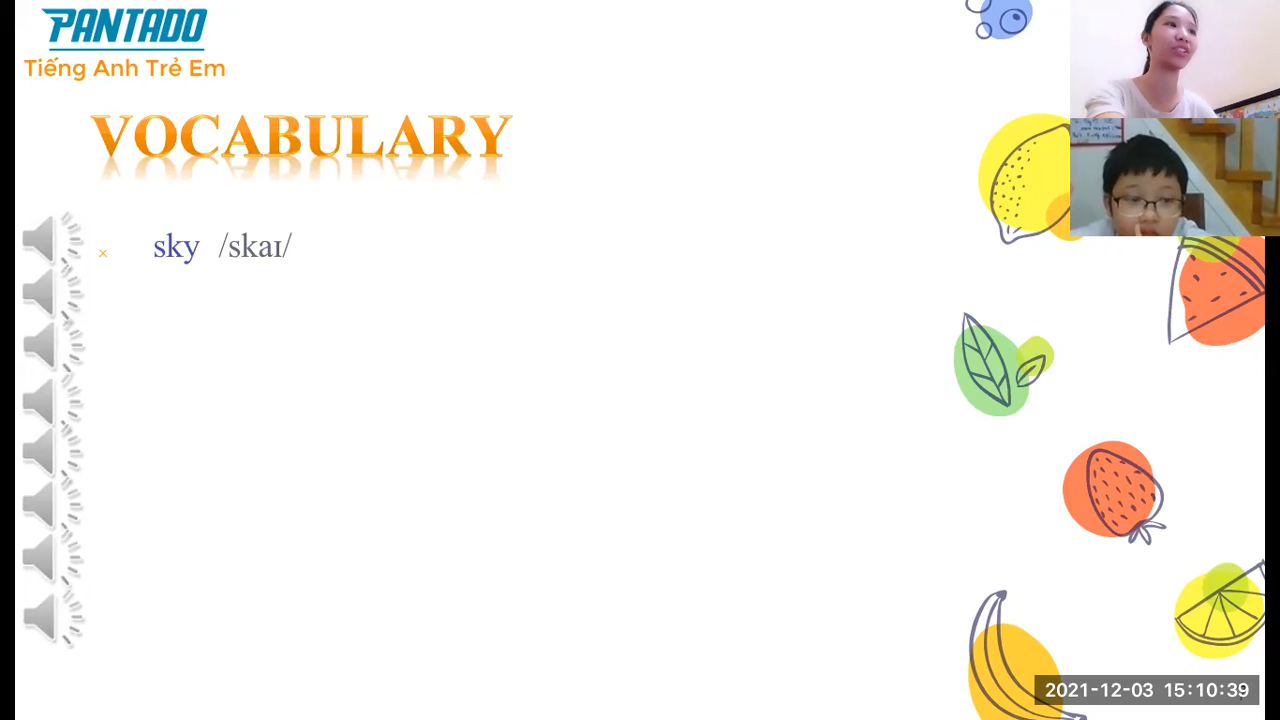 PANTADO
Tiếng Anh Trẻ Em
VOCABULARY
× sky /skaɪ/
2021-12-03 15:10:39